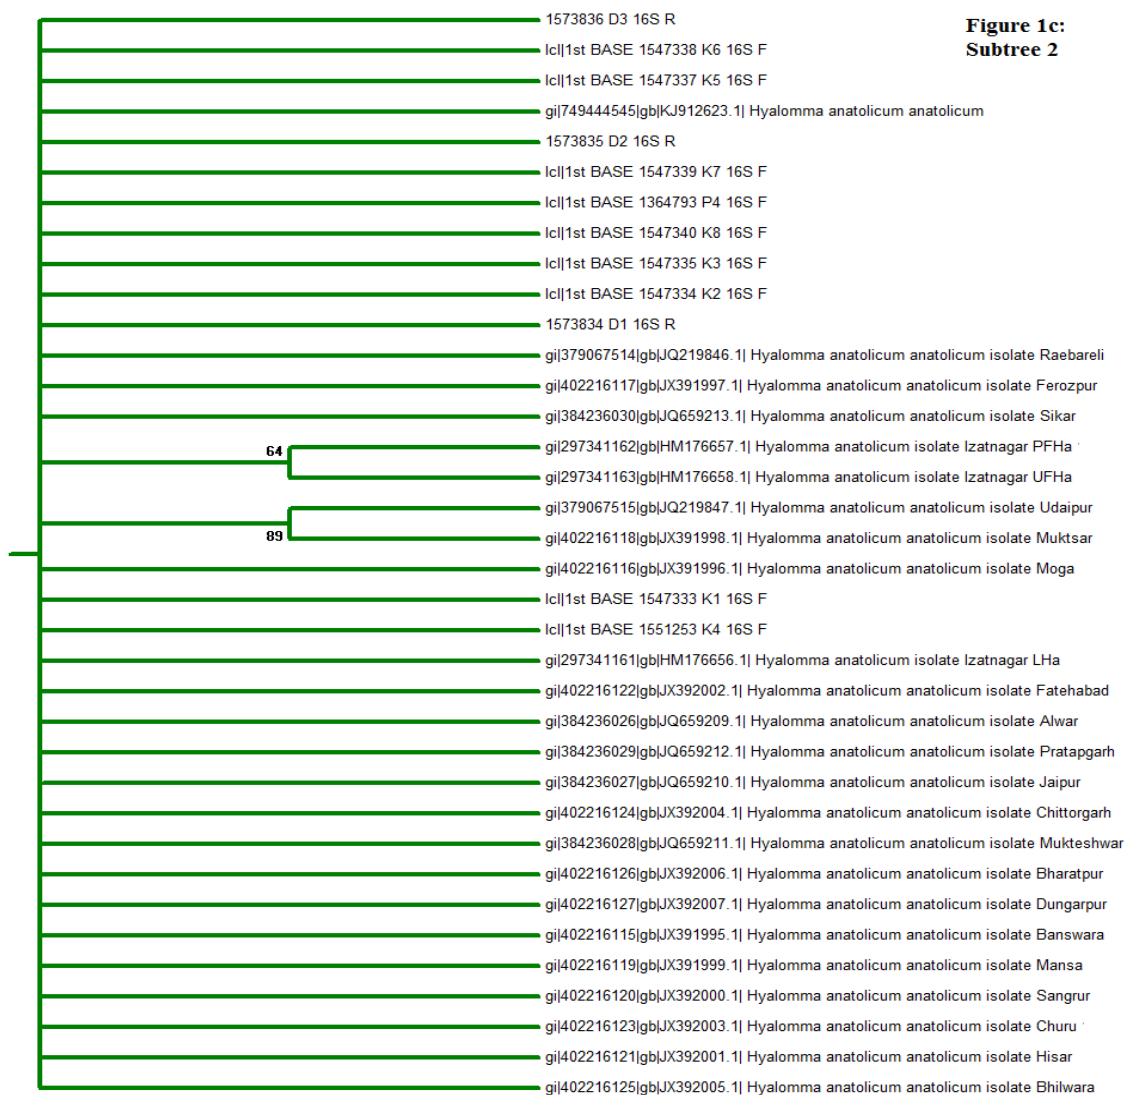 Figure 1c:
Subtree 2
1573836 D3 16S R
lcl|1st BASE 1547338 K6 16S F
lcl|1st BASE 1547337 K5 16S F
gi|749444545|gb|KJ912623.1| Hyalomma anatolicum anatolicum
1573835 D2 16S R
lcl|1st BASE 1547339 K7 16S F
lcl|1st BASE 1364793 P4 16S F
lcl|1st BASE 1547340 K8 16S F
lcl|1st BASE 1547335 K3 16S F
lcl|1st BASE 1547334 K2 16S F
1573834 D1 16S R
gi|379067514|gb|JQ219846.1| Hyalomma anatolicum anatolicum isolate Raebareli
gi|402216117|gb|JX391997.1| Hyalomma anatolicum anatolicum isolate Ferozpur
gi|384236030|gb|JQ659213.1| Hyalomma anatolicum anatolicum isolate Sikar
64
gi|297341162|gb|HM176657.1| Hyalomma anatolicum isolate Izatnagar PFHa
gi|297341163|gb|HM176658.1| Hyalomma anatolicum isolate Izatnagar UFHa
gi|379067515|gb|JQ219847.1| Hyalomma anatolicum anatolicum isolate Udaipur
89
gi|402216118|gb|JX391998.1| Hyalomma anatolicum anatolicum isolate Muktsar
gi|402216116|gb|JX391996.1| Hyalomma anatolicum anatolicum isolate Moga
lcl|1st BASE 1547333 K1 16S F
lcl|1st BASE 1551253 K4 16S F
gi|297341161|gb|HM176656.1| Hyalomma anatolicum isolate Izatnagar LHa
gi|402216122|gb|JX392002.1| Hyalomma anatolicum anatolicum isolate Fatehabad
gi|384236026|gb|JQ659209.1| Hyalomma anatolicum anatolicum isolate Alwar
gi|384236029|gb|JQ659212.1| Hyalomma anatolicum anatolicum isolate Pratapgarh
gi|384236027|gb|JQ659210.1| Hyalomma anatolicum anatolicum isolate Jaipur
gi|402216124|gb|JX392004.1| Hyalomma anatolicum anatolicum isolate Chittorgarh
gi|384236028|gb|JQ659211.1| Hyalomma anatolicum anatolicum isolate Mukteshwar
gi|402216126|gb|JX392006.1| Hyalomma anatolicum anatolicum isolate Bharatpur
gi|402216127|gb|JX392007.1| Hyalomma anatolicum anatolicum isolate Dungarpur
gi|402216115|gb|JX391995.1| Hyalomma anatolicum anatolicum isolate Banswara
gi|402216119|gb|JX391999.1| Hyalomma anatolicum anatolicum isolate Mansa
gi|402216120|gb|JX392000.1| Hyalomma anatolicum anatolicum isolate Sangrur
gi|402216123|gb|JX392003.1| Hyalomma anatolicum anatolicum isolate Churu
gi|402216121|gb|JX392001.1| Hyalomma anatolicum anatolicum isolate Hisar
gi|402216125|gb|JX392005.1| Hyalomma anatolicum anatolicum isolate Bhilwara